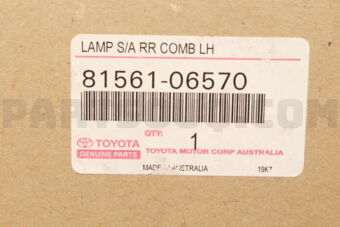 LAMP S/A RR COMB LH
81561-06570
QTY:
1
TOYOTA
GENUINE PARTS
TOYOTA MOTOR CORP AUSTRALIA
MADE IN AUSTRALIA
19K7